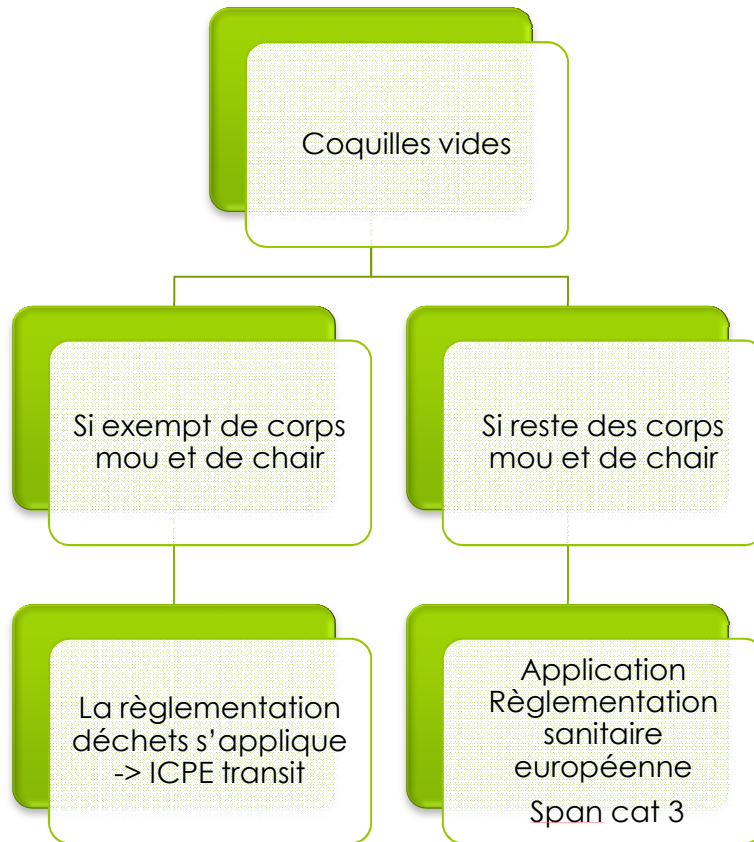 Coquilles vides
Si exempt de corps
mou et de chair
Si reste des corps
mou et de chair
La règlementation
déchets s’applique
-> ICPE transit
Application
Règlementation
sanitaire
européenne
Span cat 3